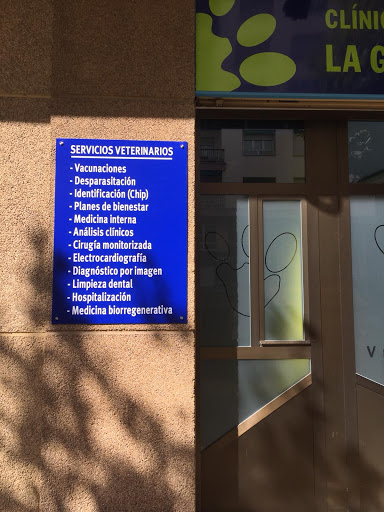 CLÍNIC
LA G
SERVICIOS VETERINARIOS
- Vacunaciones
- Desparasitación
- Identificación (Chip)
- Planes de bienestar
- Medicina interna
- Análisis clínicos
- Cirugía monitorizada
- Electrocardiografía
- Diagnóstico por imagen
- Limpieza dental
- Hospitalización
- Medicina biorregenerativa
V